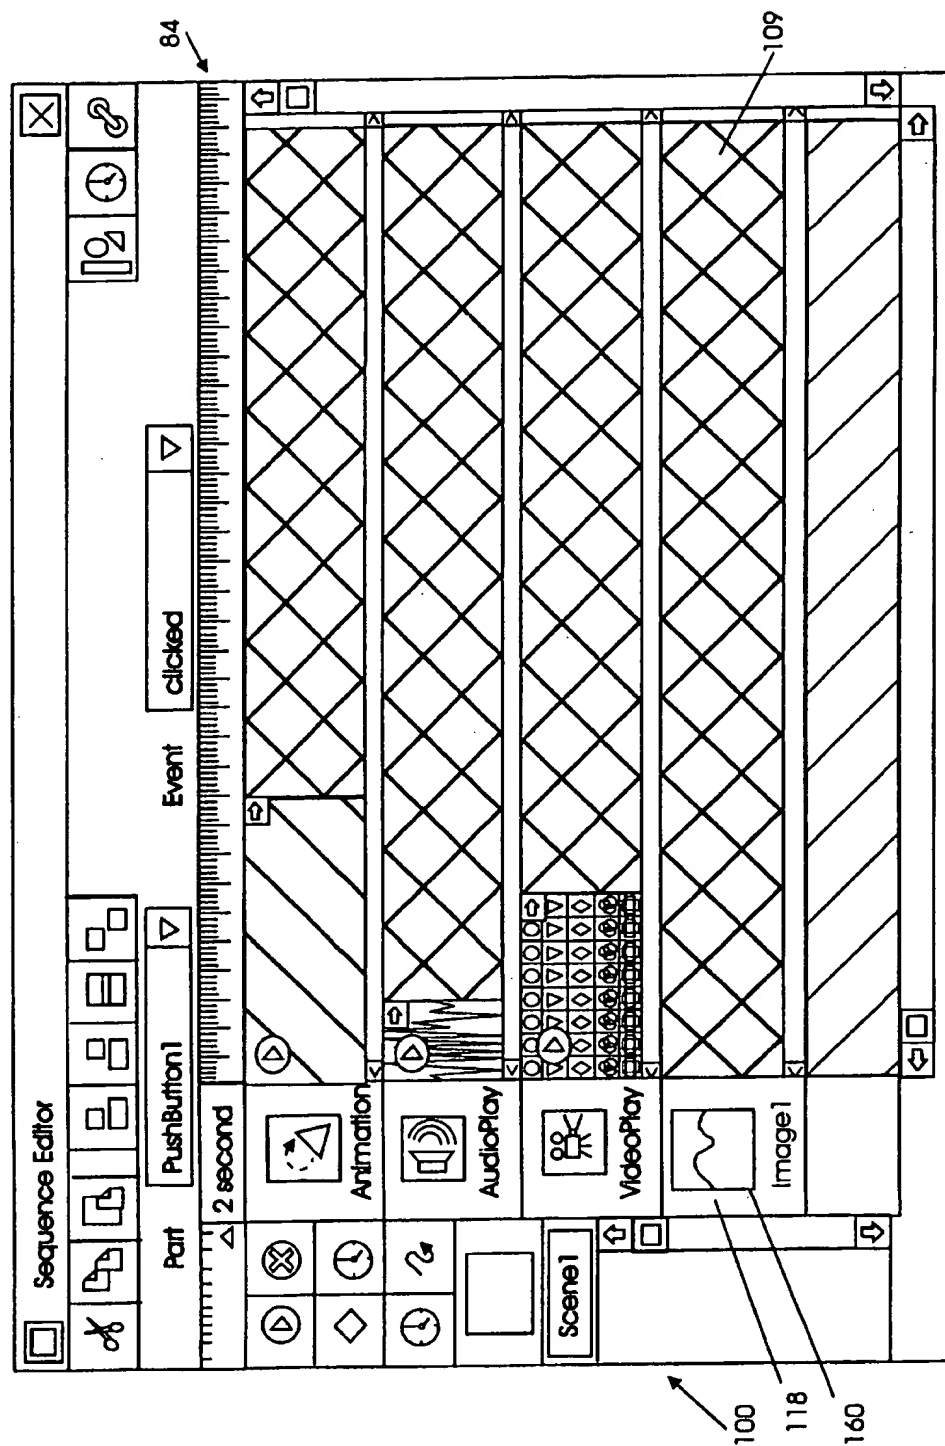 Sequence Editor
Part PushButton1 Event clicked
2 second
84
Animation
AudioPlay
VideoPlay
Image1
Scene1
109
100
118
160